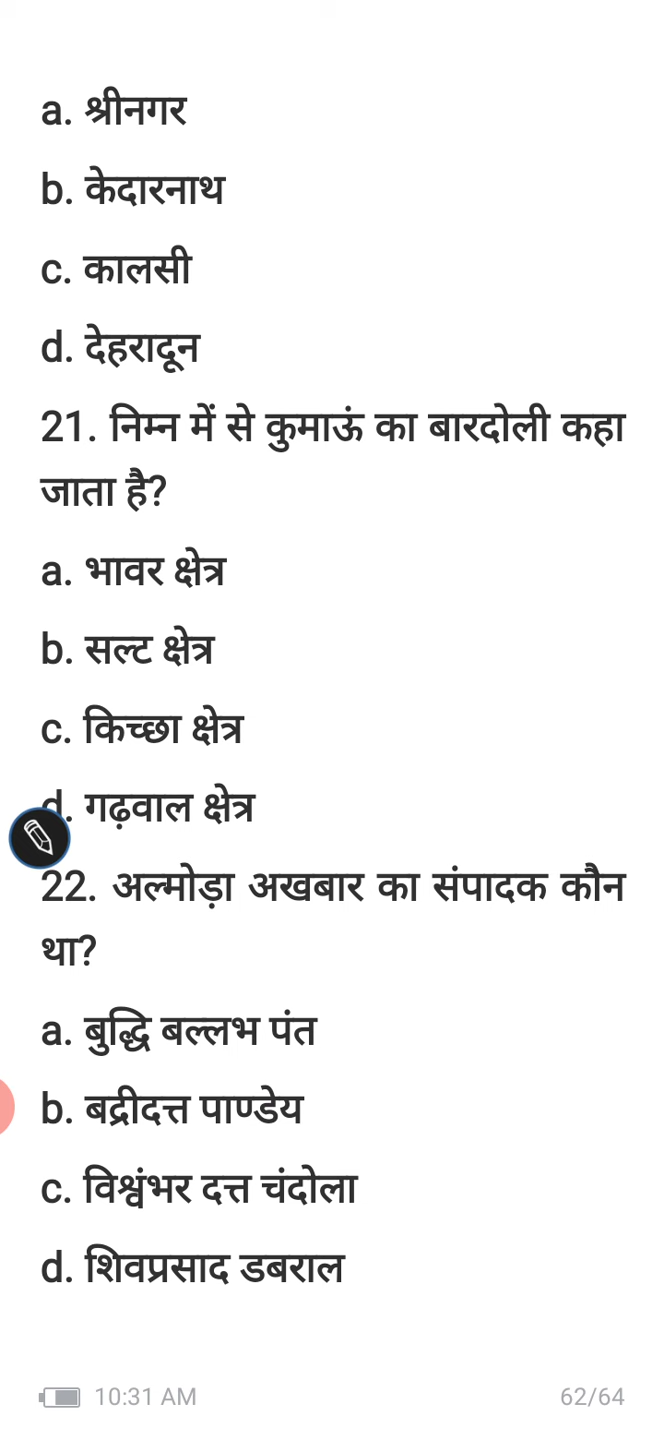 a. श्रीनगर
b. केदारनाथ
c. कालसी
d. देहरादून
21. निम्न में से कुमाऊं का बारदोली कहा
जाता है?
a. भावर क्षेत्र
b. सल्ट क्षेत्र
c. किच्छा क्षेत्र
d. गढ़वाल क्षेत्र
22. अल्मोड़ा अखबार का संपादक कौन
था?
a. बुद्धि बल्लभ पंत
b. बद्रीदत्त पाण्डेय
c. विश्वंभर दत्त चंदोला
d. शिवप्रसाद डबराल
10:31 AM 62/64